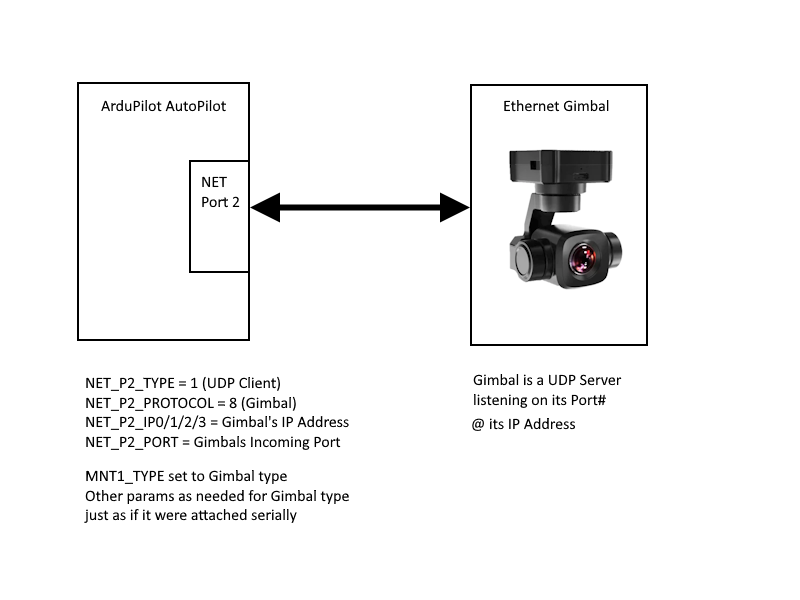 ArduPilot AutoPilot
Ethernet Gimbal
NET
Port 2
NET_P2_TYPE = 1 (UDP Client)
NET_P2_PROTOCOL = 8 (Gimbal)
NET_P2_IP0/1/2/3 = Gimbal's IP Address
NET_P2_PORT = Gimbals Incoming Port
MNT1_TYPE set to Gimbal type
Other params as needed for Gimbal type
just as if it were attached serially
Gimbal is a UDP Server
listening on its Port#
@ its IP Address